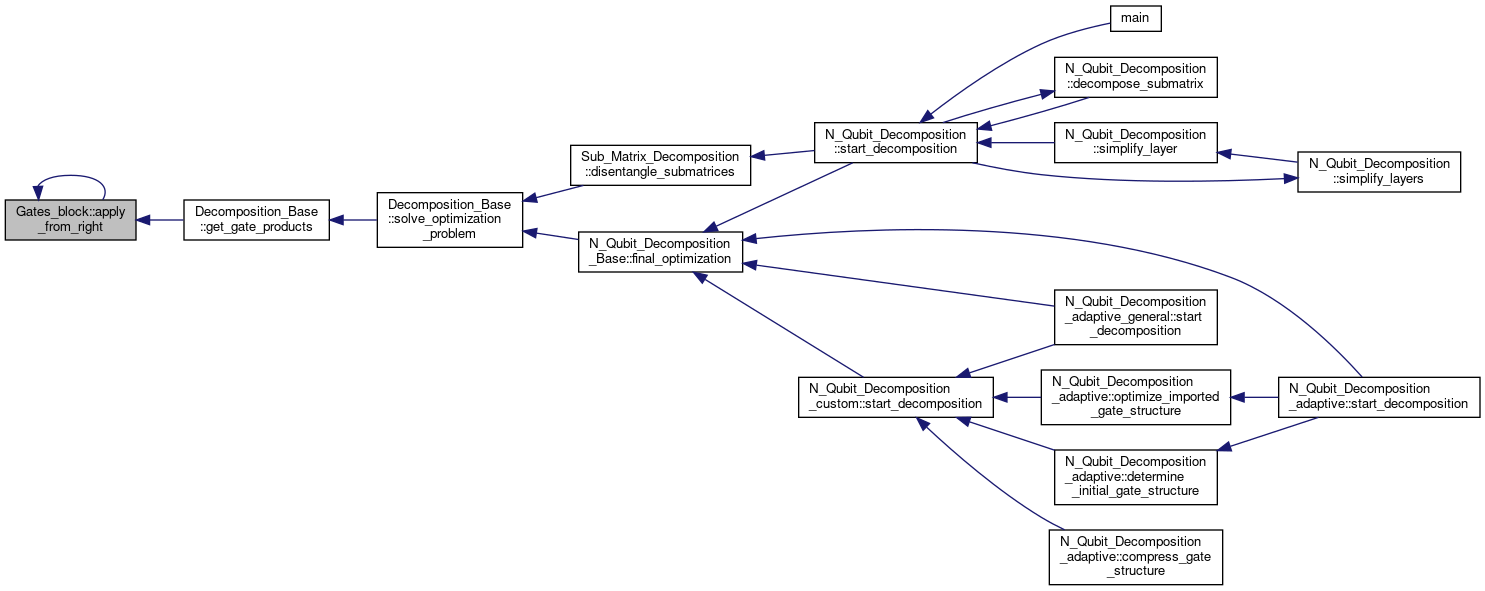 Gates_block::apply
_from_right
Decomposition_Base
::get_gate_products
Decomposition_Base
::solve_optimization
_problem
Sub_Matrix_Decomposition
::disentangle_submatrices
N_Qubit_Decomposition
_Base::final_optimization
N_Qubit_Decomposition
::start_decomposition
main
N_Qubit_Decomposition
::decompose_submatrix
N_Qubit_Decomposition
::simplify_layer
N_Qubit_Decomposition
::simplify_layers
N_Qubit_Decomposition
_adaptive_general::start
_decomposition
N_Qubit_Decomposition
_custom::start_decomposition
N_Qubit_Decomposition
_adaptive::optimize_imported
_gate_structure
N_Qubit_Decomposition
_adaptive::start_decomposition
N_Qubit_Decomposition
_adaptive::determine
_initial_gate_structure
N_Qubit_Decomposition
_adaptive::compress_gate
_structure